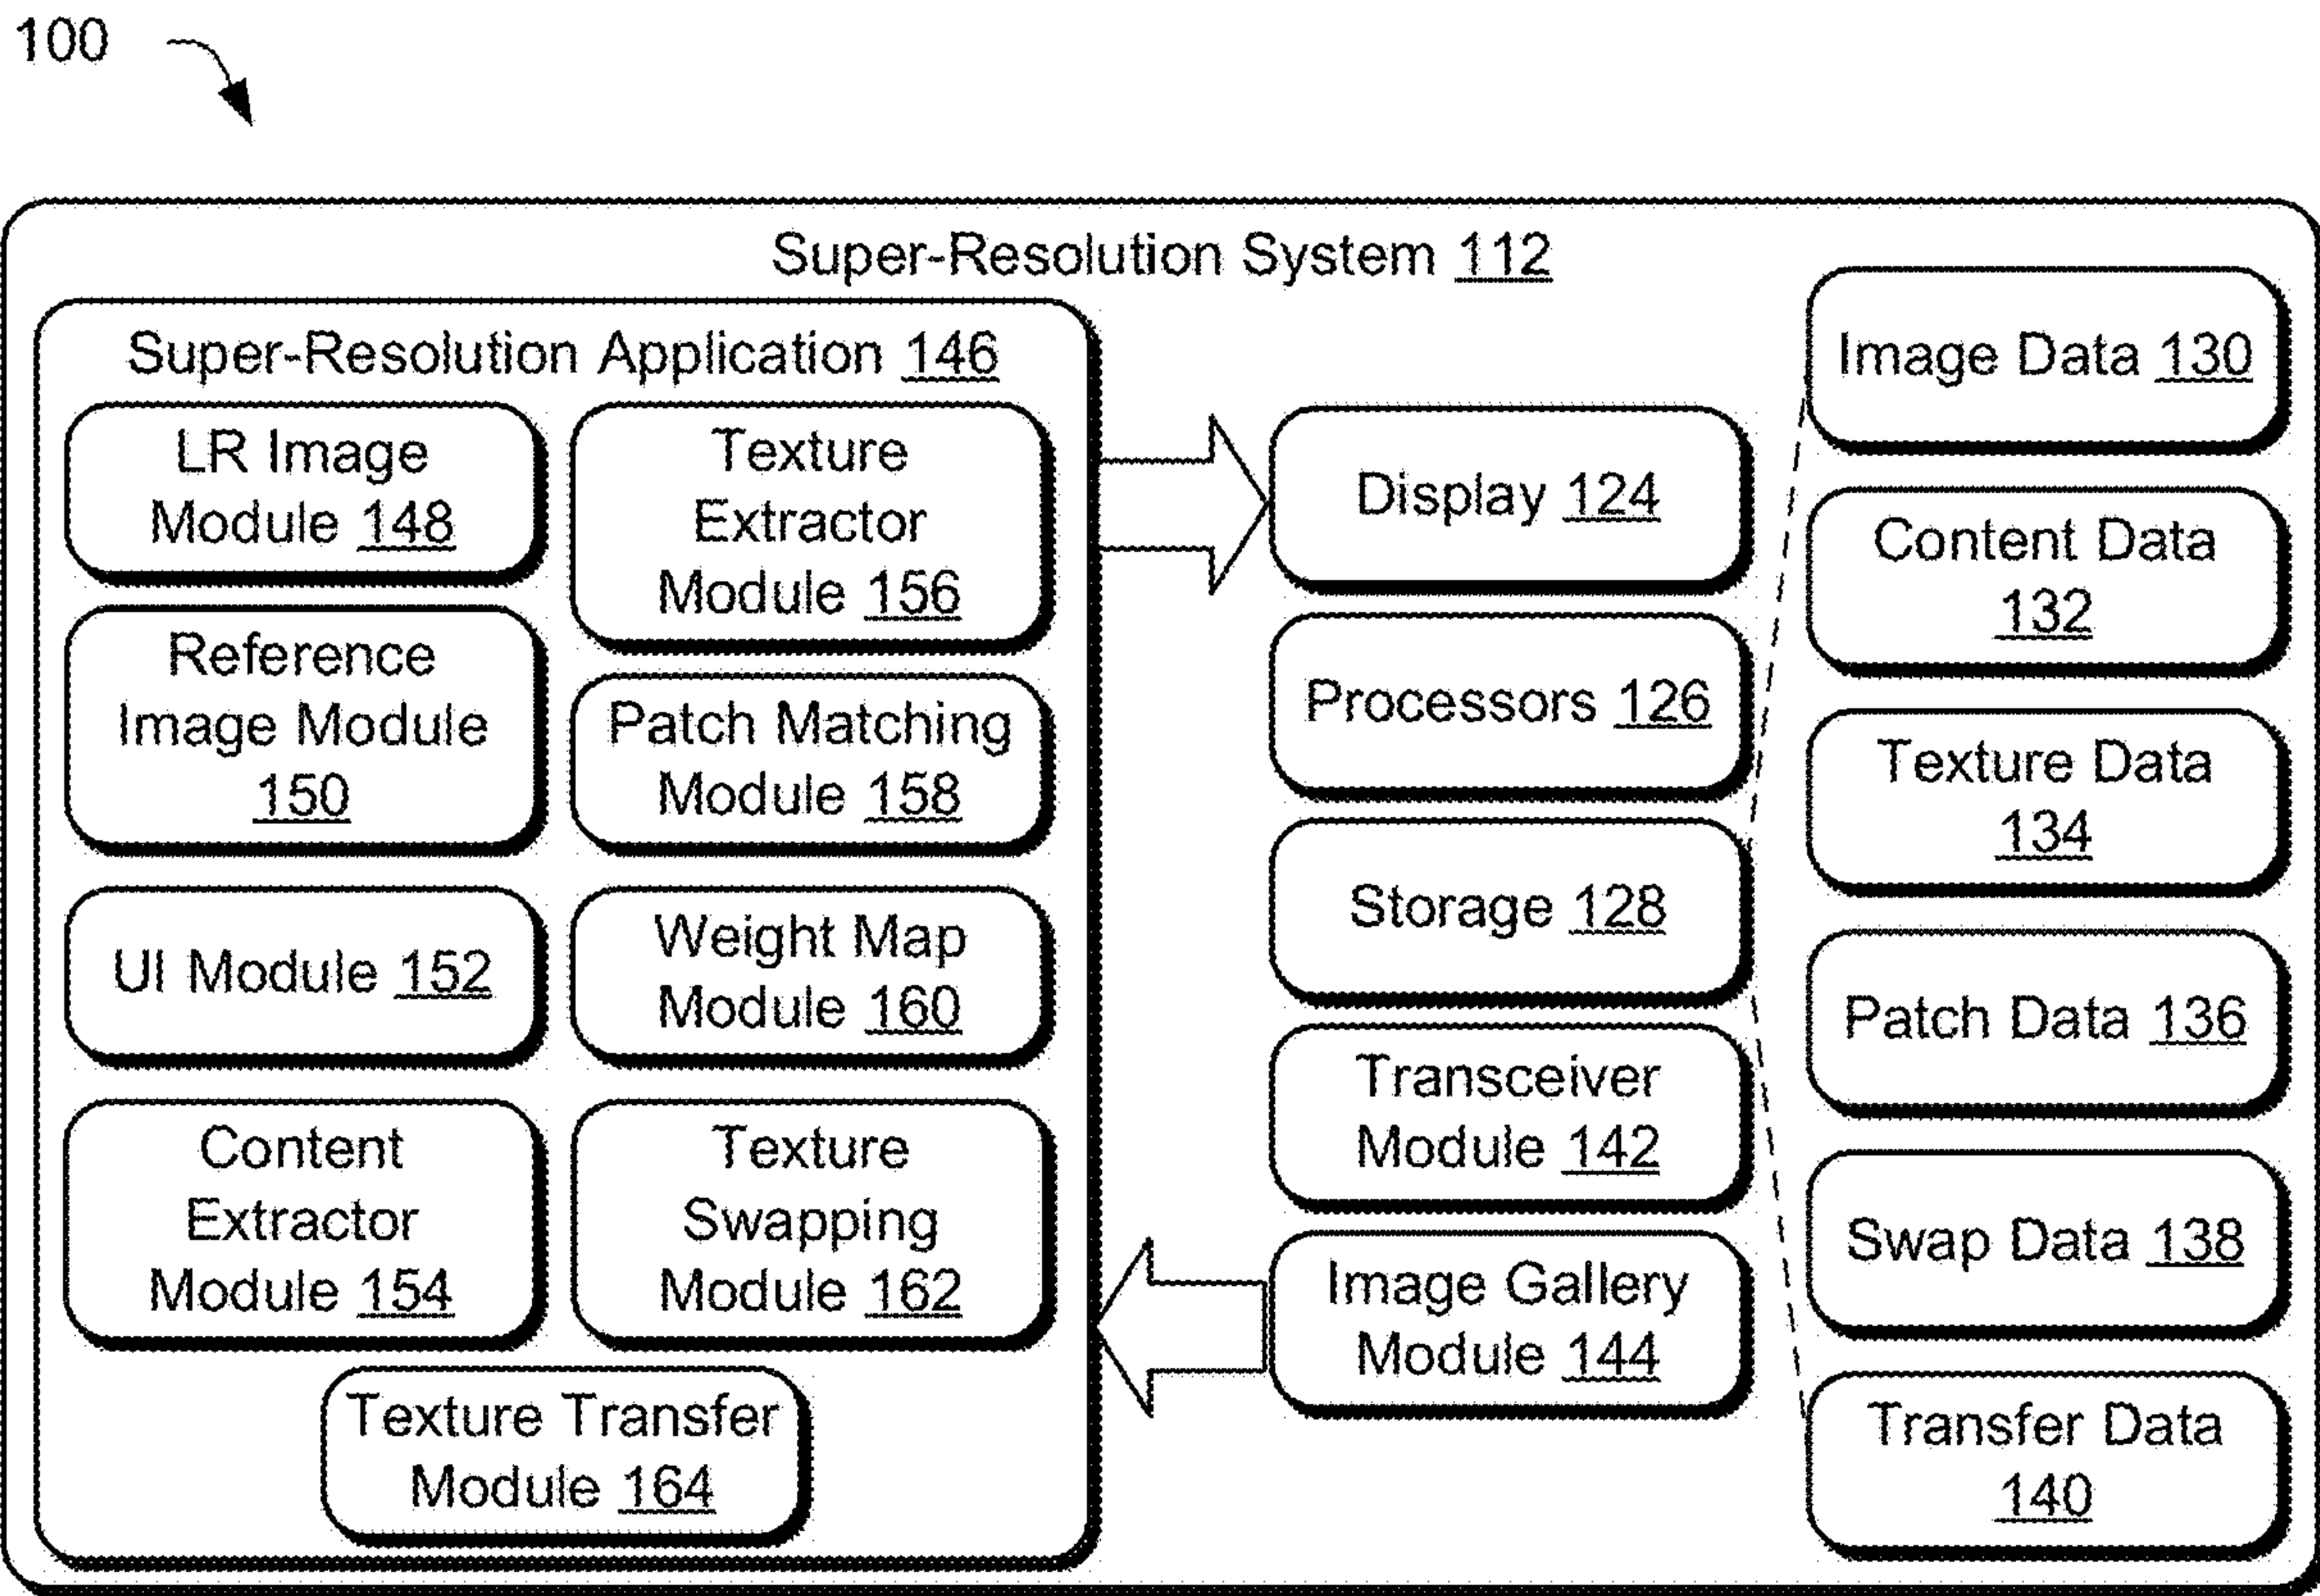 100
Super-Resolution System 112
Super-Resolution Application 146
LR Image
Module 148
Reference
Image Module
150
UI Module 152
Content
Extractor
Module 154
Texture
Extractor
Module 156
Patch Matching
Module 158
Weight Map
Module 160
Texture
Swapping
Module 162
Texture Transfer
Module 164
Display 124
Processors 126
Storage 128
Transceiver
Module 142
Image Gallery
Module 144
Image Data 130
Content Data
132
Texture Data
134
Patch Data 136
Swap Data 138
Transfer Data
140